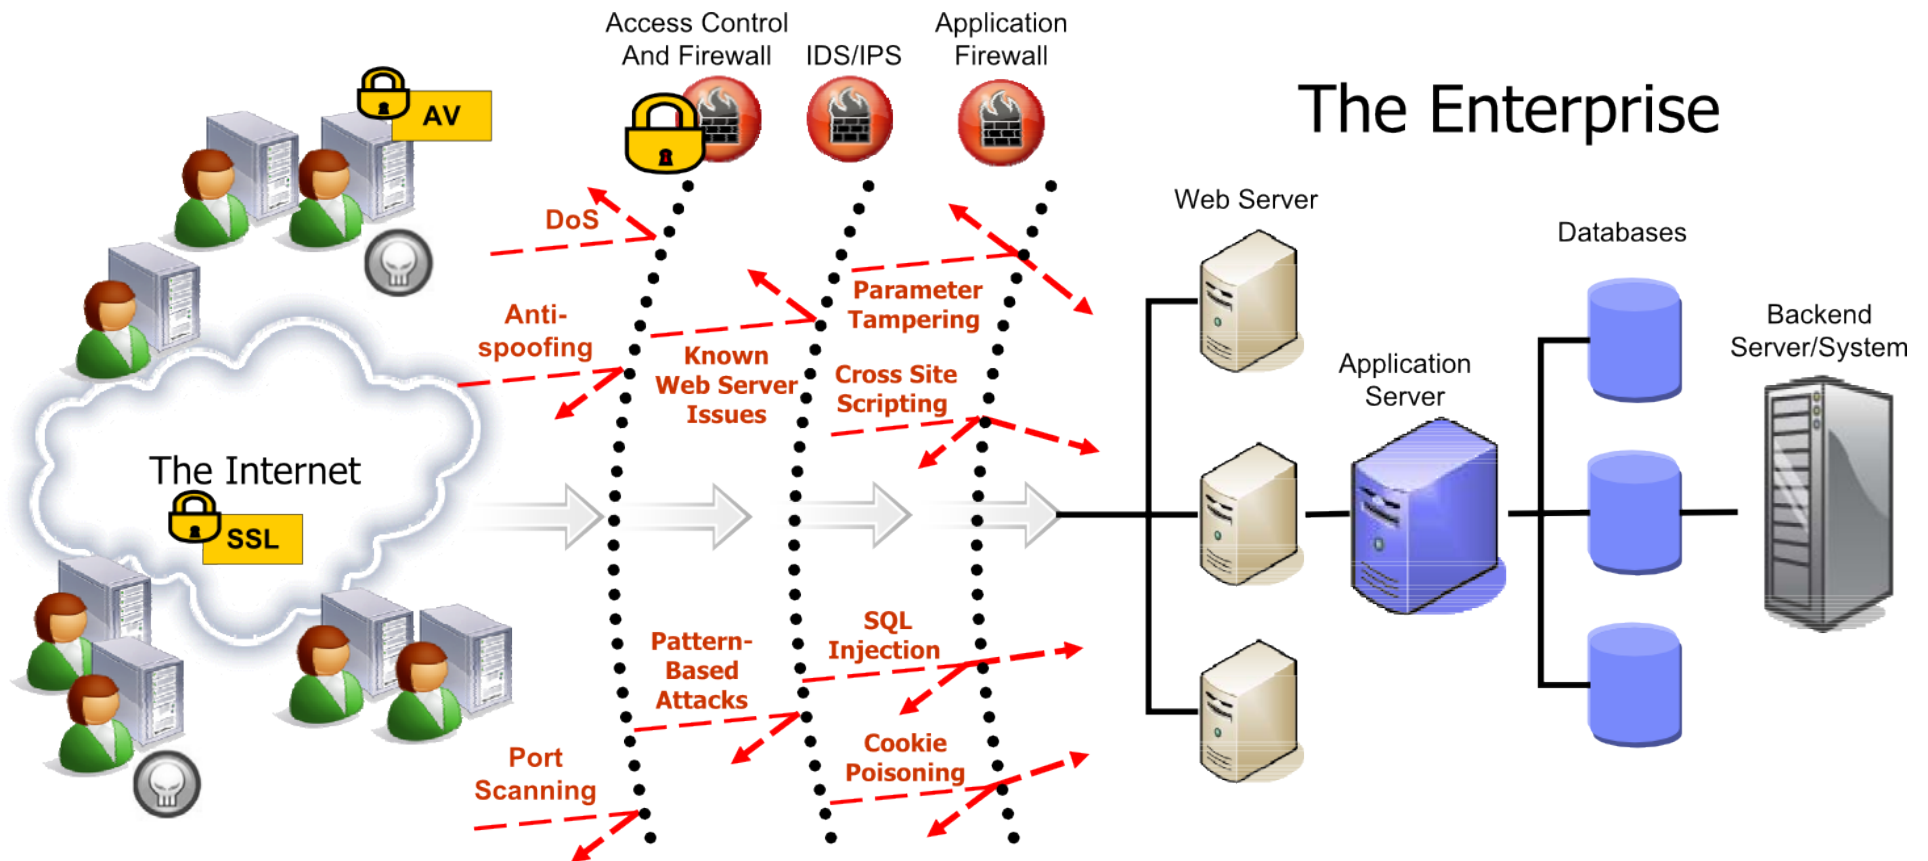 Access Control
And Firewall
IDS/IPS
Application
Firewall
The Enterprise
AV
DoS
Web Server
Databases
Anti-
spoofing
Parameter
Tampering
Known
Web Server
Issues
Cross Site
Scripting
Application
Server
Backend
Server/System
The Internet
SSL
Pattern-
Based
Attacks
SQL
Injection
Port
Scanning
Cookie
Poisoning